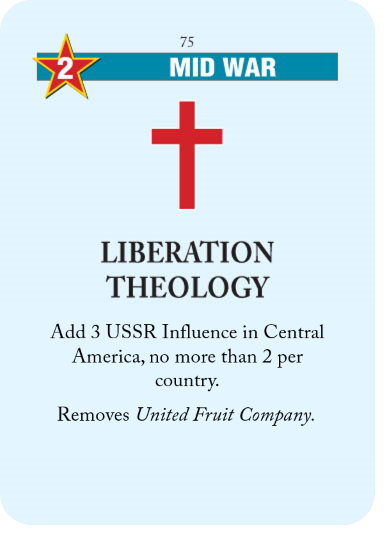 75
2
MID WAR
LIBERATION
THEOLOGY
Add 3 USSR Influence in Central
America, no more than 2 per
country.
Removes United Fruit Company.